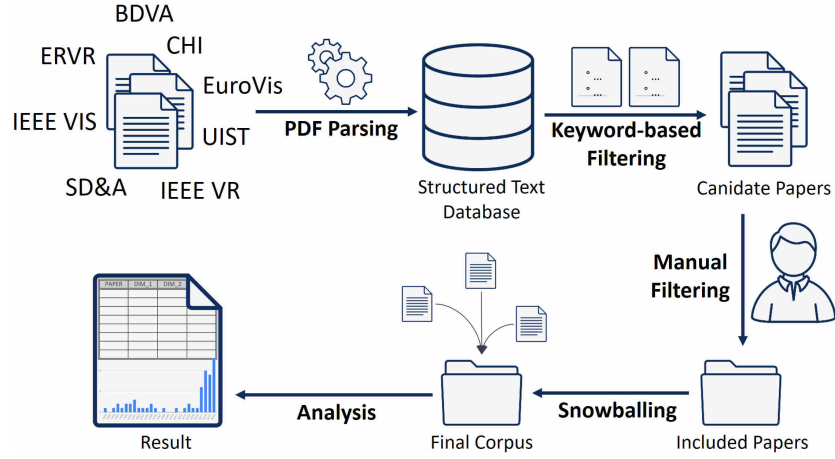 BDVA
CHI
ERVR
EuroVis
IEEE VIS
UIST
SD&A
IEEE VR
PDF Parsing
Structured Text
Database
Keyword-based
Filtering
Canidate Papers
Manual
Filtering
Included Papers
Snowballing
Final Corpus
Analysis
PAPER DIM_1 DIM_2
Result